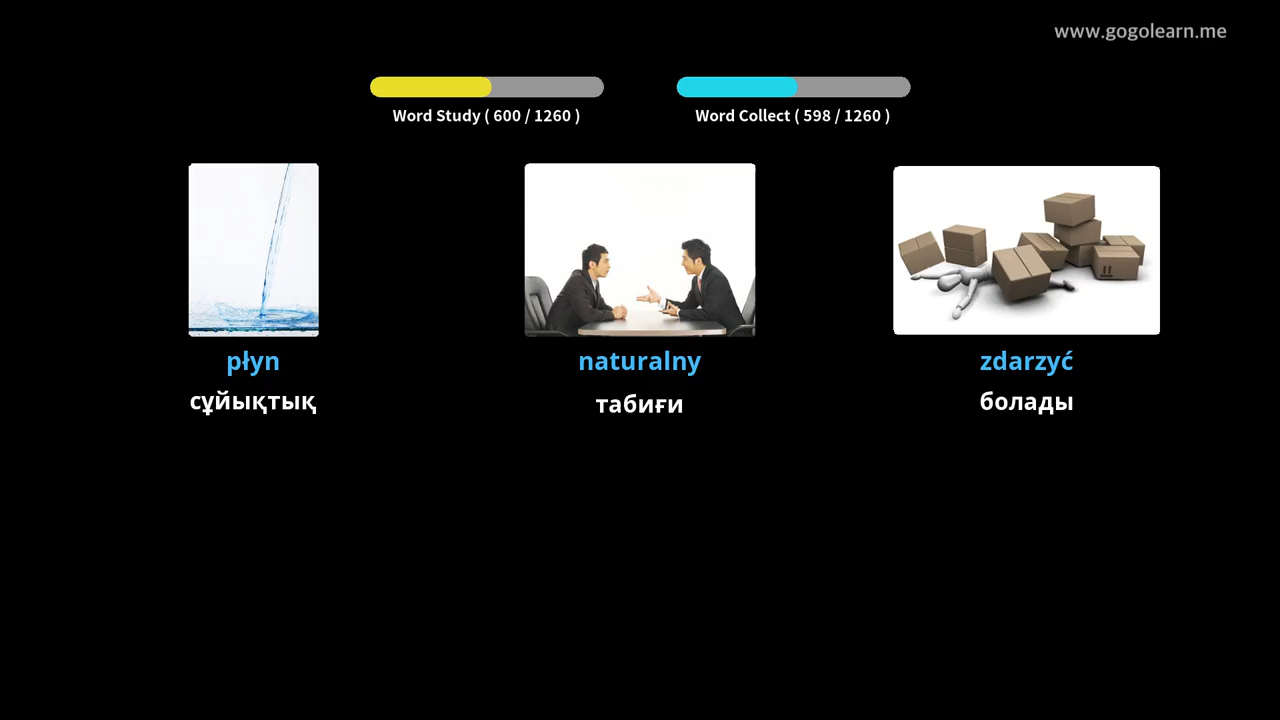 www.gogolearn.me
Word Study ( 600 / 1260 )
Word Collect ( 598 / 1260 )
płyn
naturalny
zdarzyć
сұйықтық
табиғи
болады